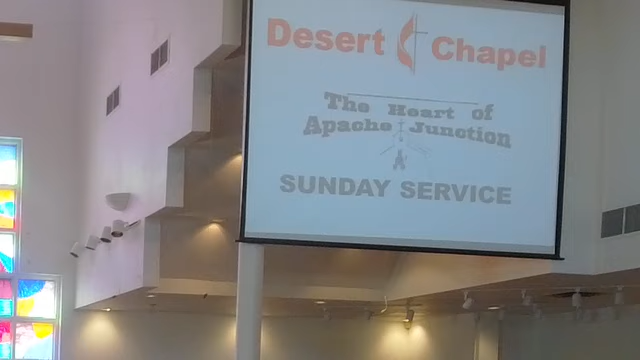 Desert Chapel
The Heart of
Apache Junction
SUNDAY SERVICE